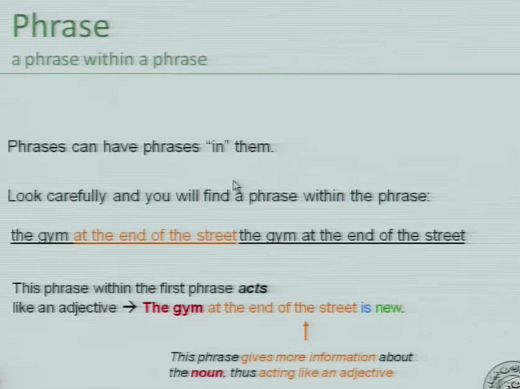 Phrase
a phrase within a phrase
Phrases can have phrases “in” them.
Look carefully and you will find a phrase within the phrase:
the gym at the end of the street the gym at the end of the street
This phrase within the first phrase acts
like an adjective → The gym at the end of the street is new.
This phrase gives more information about
the noun, thus acting like an adjective